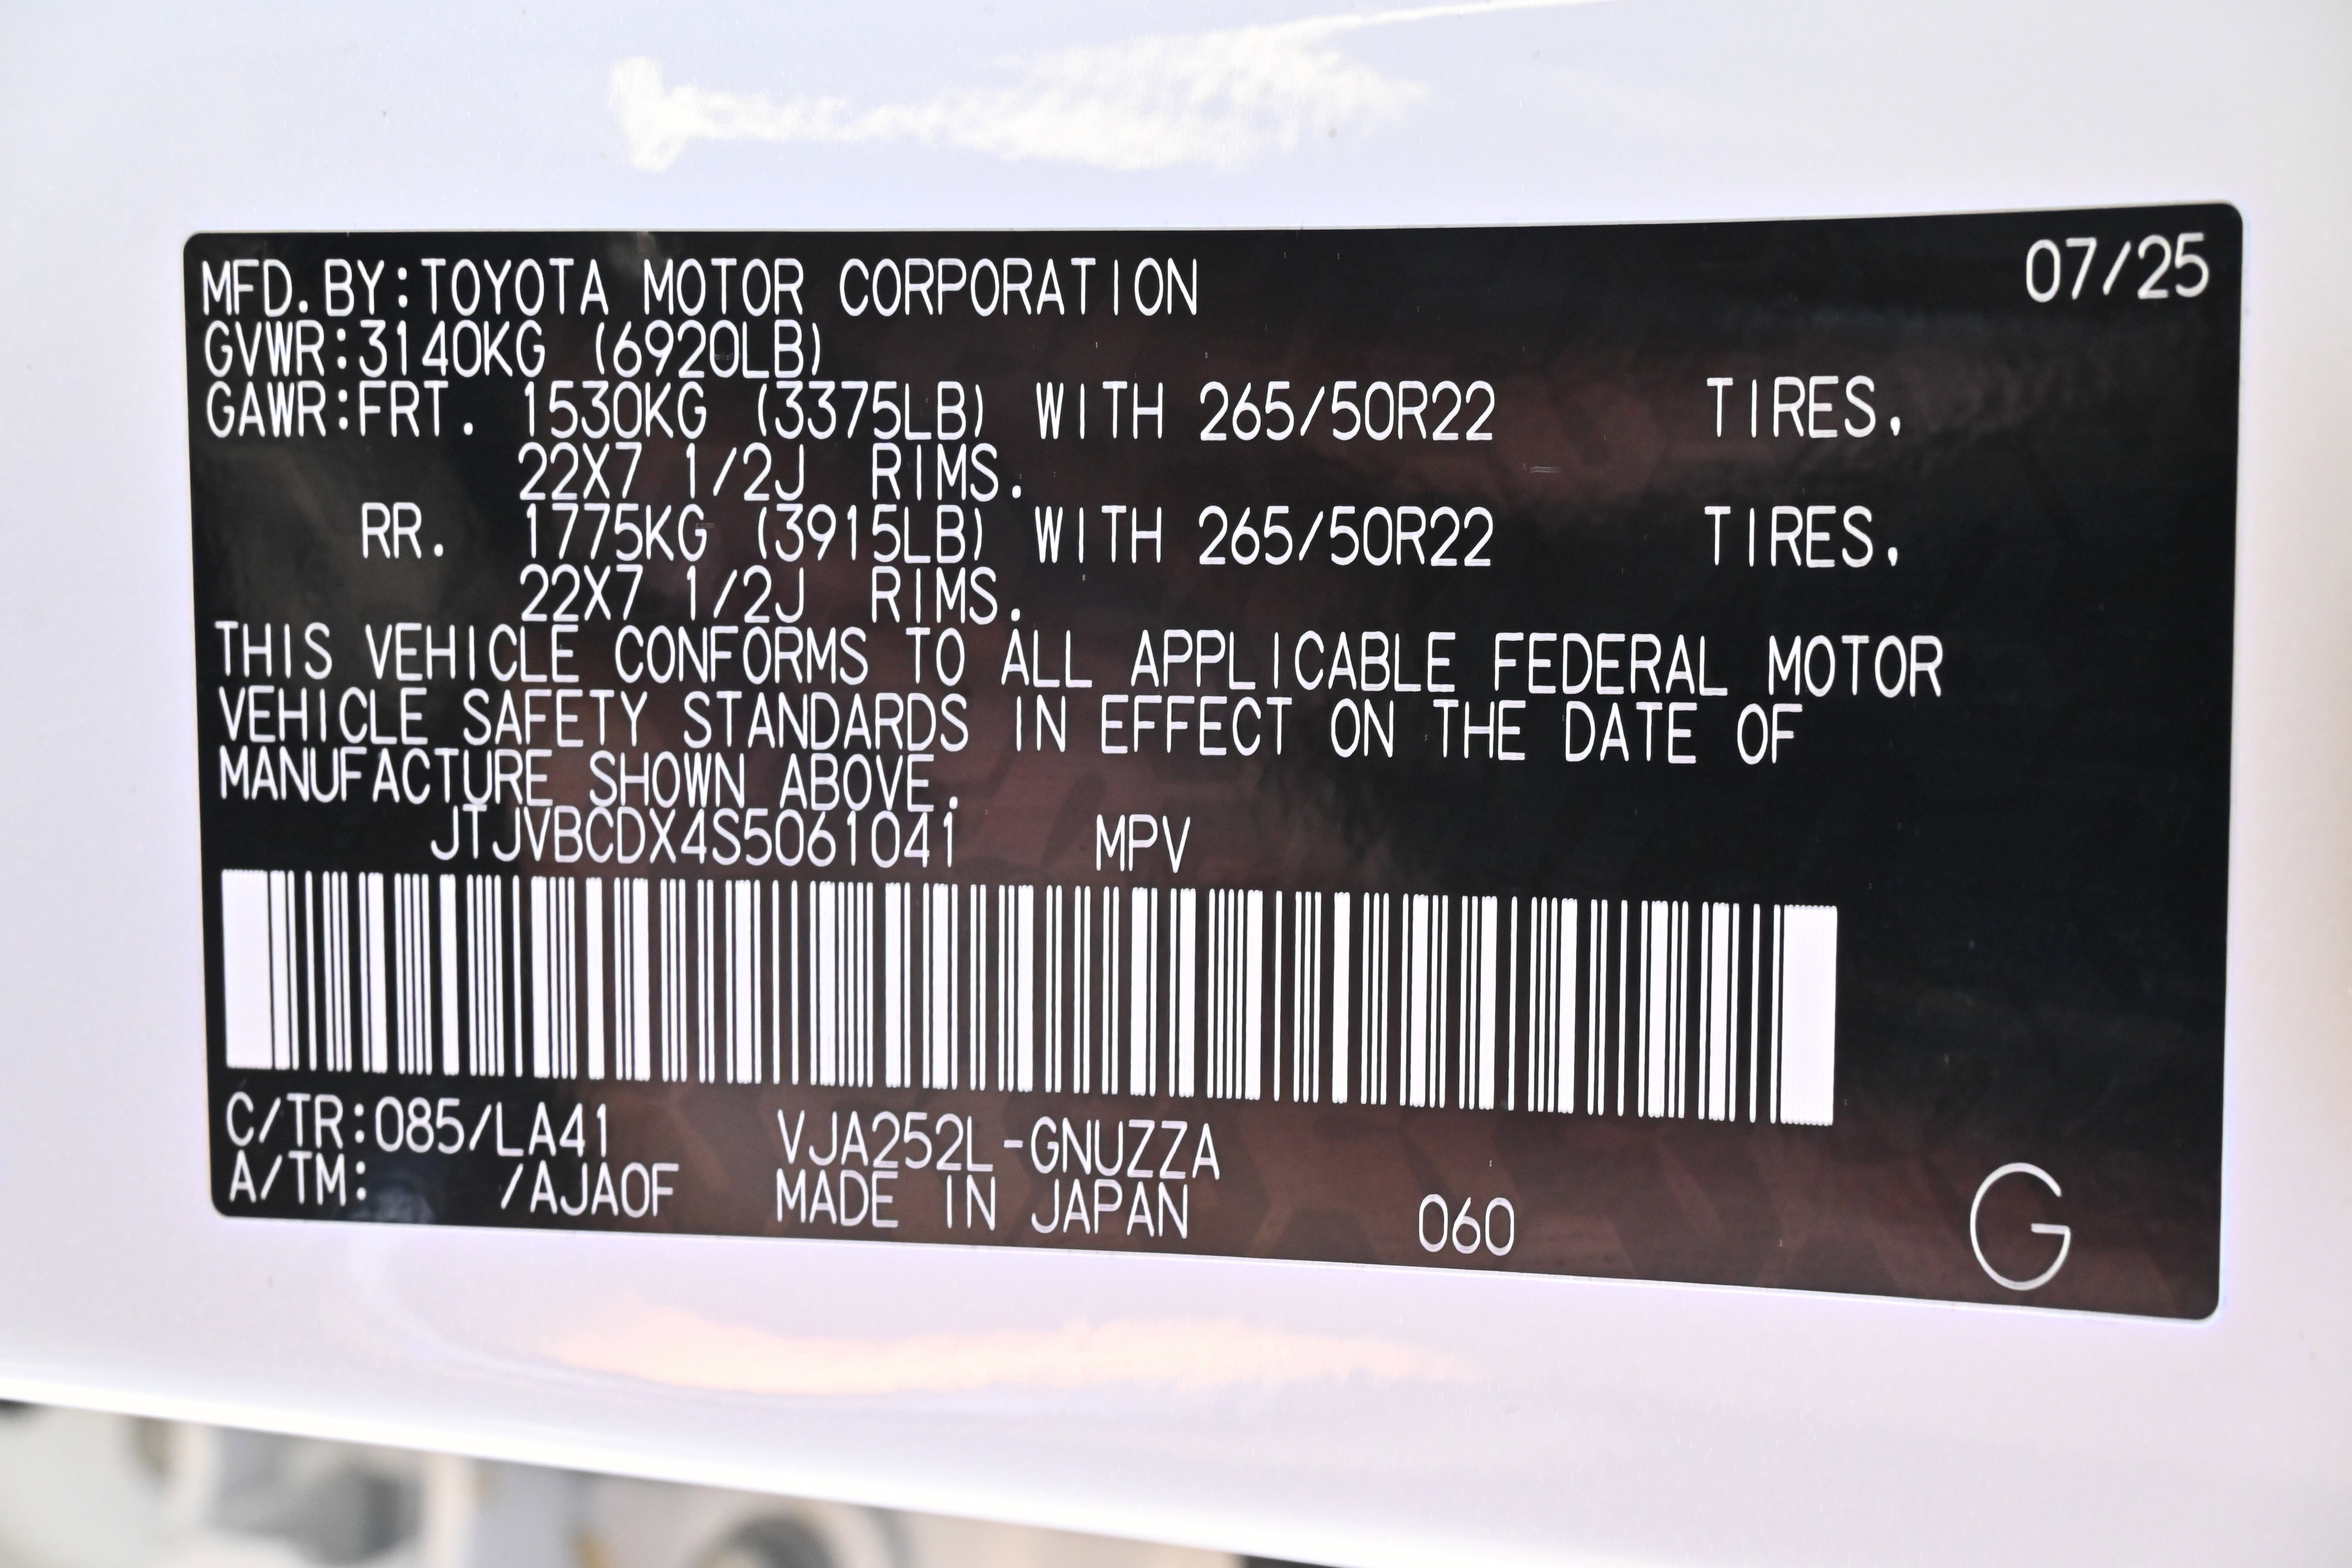 07/25
MFD.BY:TOYOTA MOTOR CORPORATION
GVWR:3140KG (6920LB)
GAWR:FRT. 1530KG (3375LB) WITH 265/50R22 TIRES.
22X7 1/2J RIMS.
RR. 1775KG (3915LB) WITH 265/50R22 TIRES.
22X7 1/2J RIMS.
THIS VEHICLE CONFORMS TO ALL APPLICABLE FEDERAL MOTOR
VEHICLE SAFETY STANDARDS IN EFFECT ON THE DATE OF
MANUFACTURE SHOWN ABOVE.
JTJVBCDX4S5061041 MPV
C/TR:085/LA41 VJA252L-GNUZZA
A/TM: /AJA0F MADE IN JAPAN 060 G